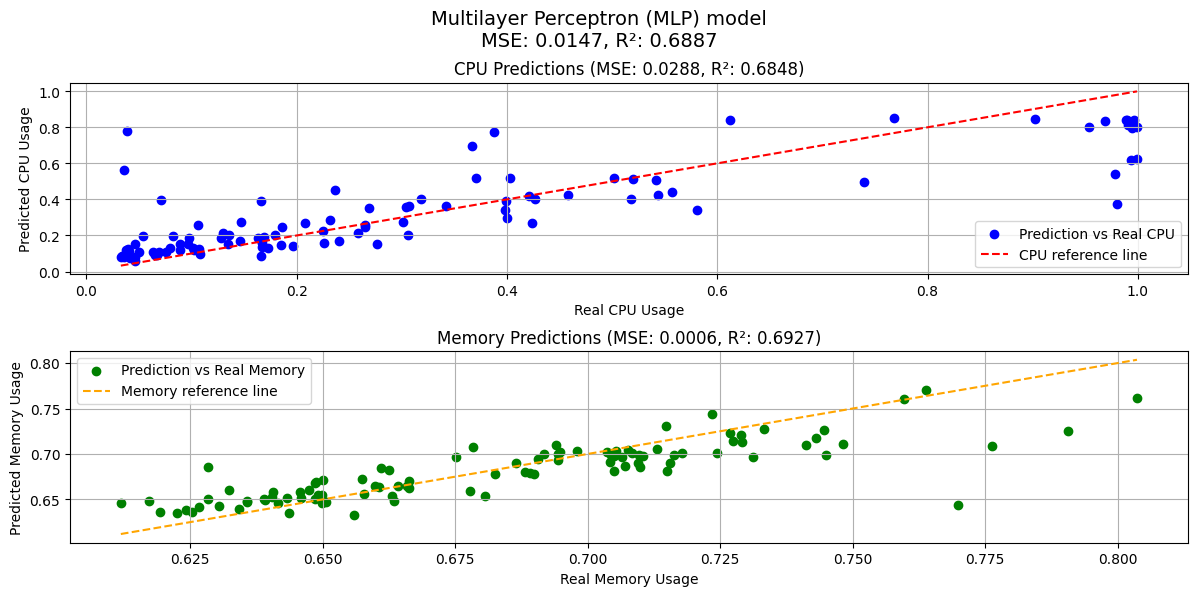 Multilayer Perceptron (MLP) model
MSE: 0.0147, R²: 0.6887
CPU Predictions (MSE: 0.0288, R²: 0.6848)
Predicted CPU Usage
1.0
0.8
0.6
0.4
0.2
0.0
Prediction vs Real CPU
CPU reference line
0.0 0.2 0.4 0.6 0.8 1.0
Real CPU Usage
Memory Predictions (MSE: 0.0006, R²: 0.6927)
Predicted Memory Usage
0.80
0.75
0.70
0.65
Prediction vs Real Memory
Memory reference line
0.625 0.650 0.675 0.700 0.725 0.750 0.775 0.800
Real Memory Usage